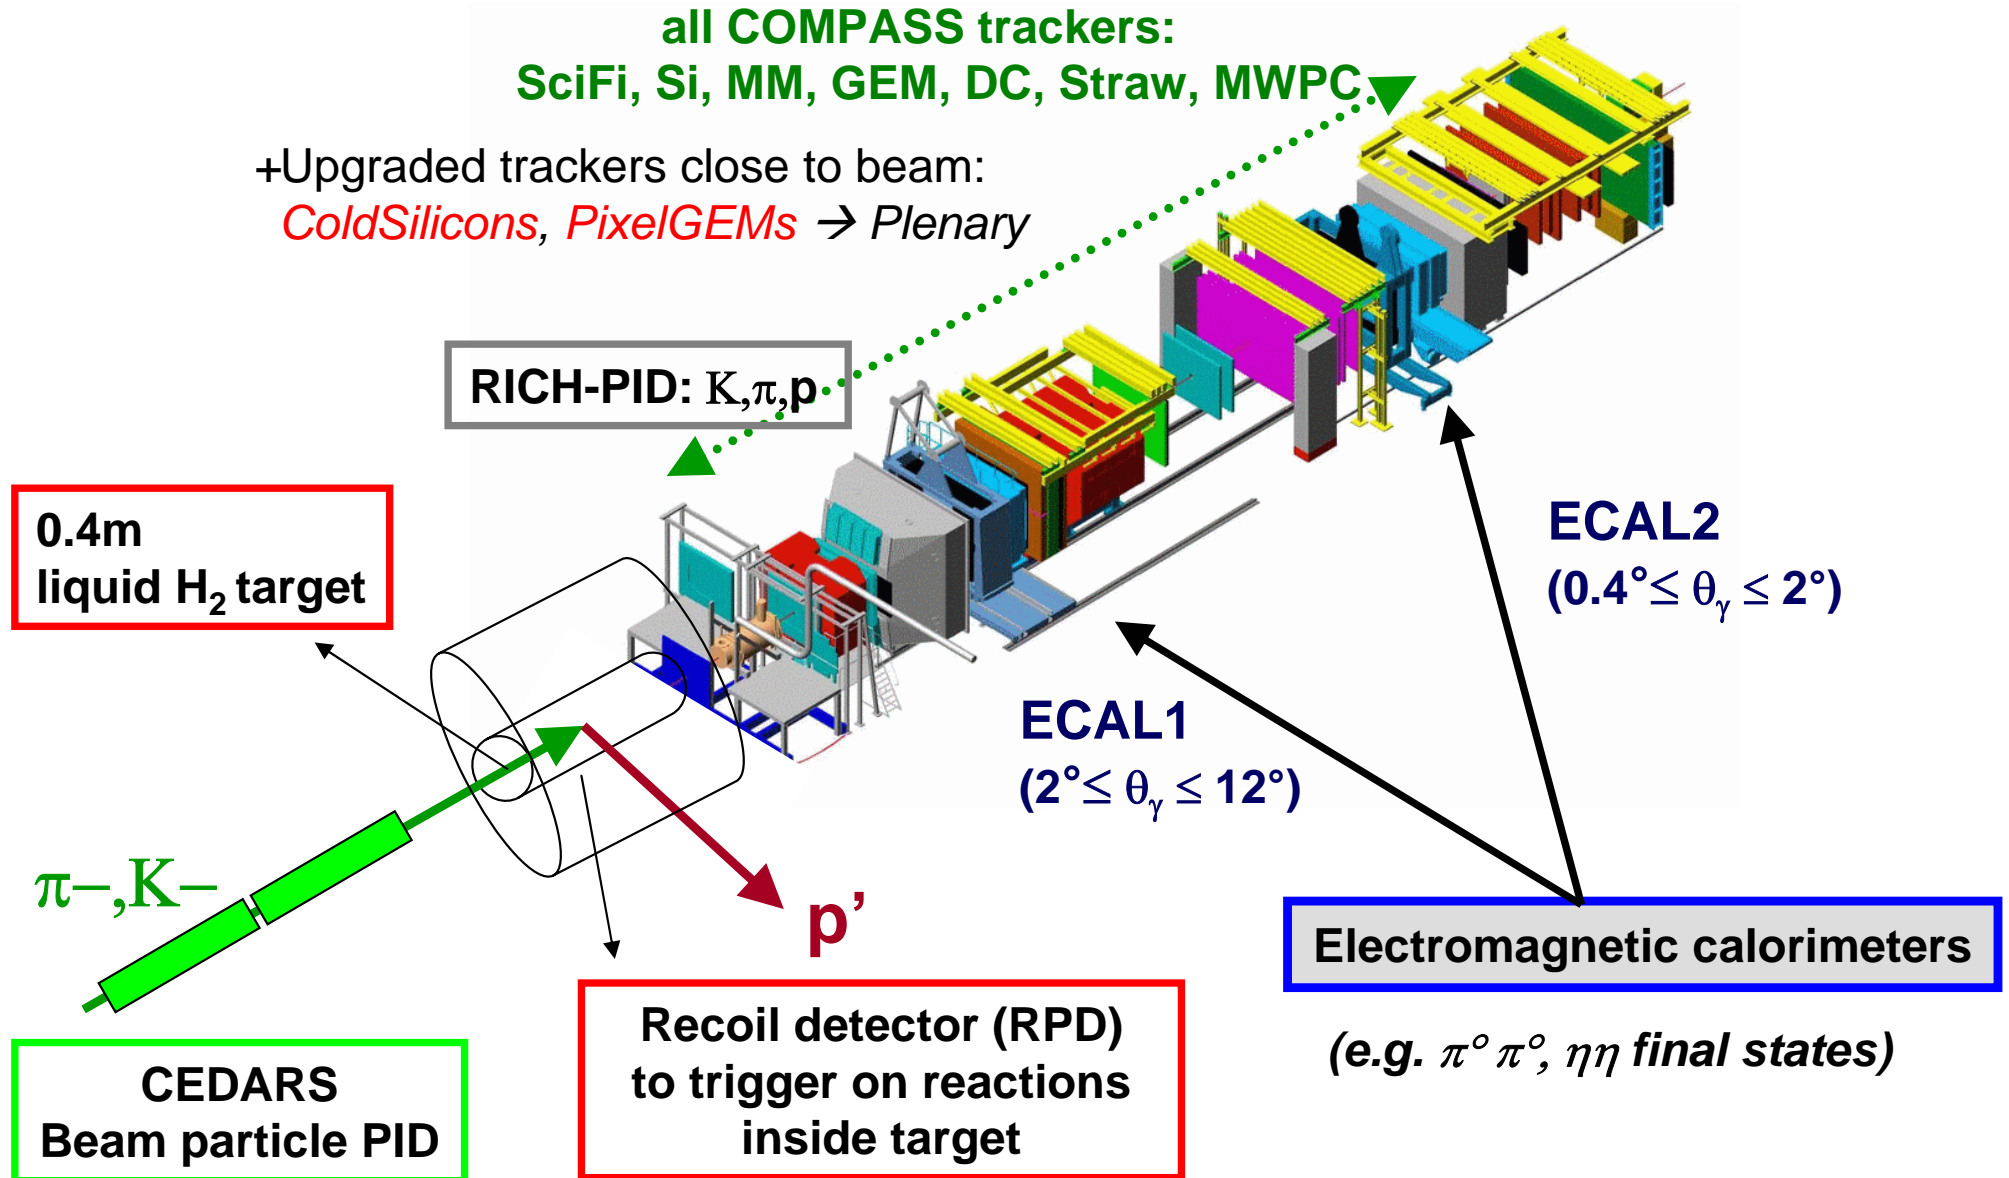 all COMPASS trackers:
SciFi, Si, MM, GEM, DC, Straw, MWPC
+Upgraded trackers close to beam:
ColdSilicons, PixelGEMs → Plenary
RICH-PID: K,π,p
0.4m
liquid H₂ target
ECAL2
(0.4°≤ θᵧ ≤ 2°)
ECAL1
(2°≤ θᵧ ≤ 12°)
π–,K–
p’
Electromagnetic calorimeters
(e.g. π° π°, ηη final states)
CEDARS
Beam particle PID
Recoil detector (RPD)
to trigger on reactions
inside target